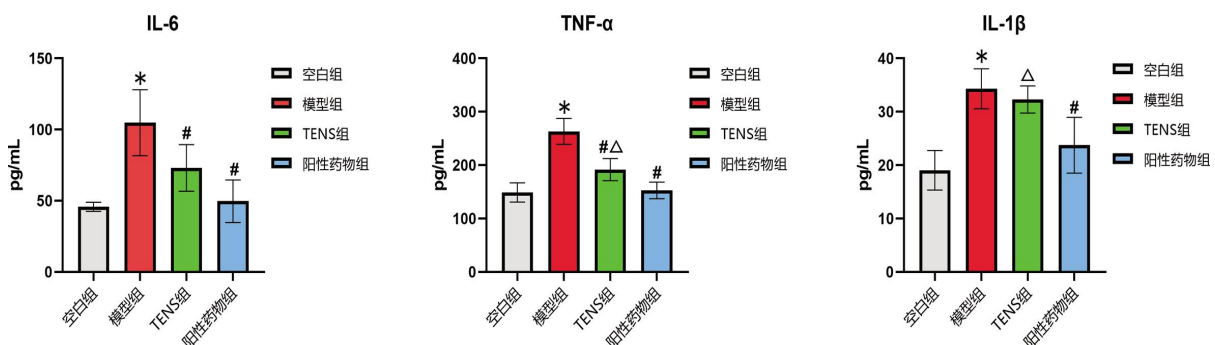 IL-6
150
100
50
0
pg/mL
*
#
#
空白组
模型组
TENS组
阳性药物组
空白组
模型组
TENS组
阳性药物组
TNF-α
400
300
200
100
0
pg/mL
*
#△
#
空白组
模型组
TENS组
阳性药物组
空白组
模型组
TENS组
阳性药物组
IL-1β
40
30
20
10
0
pg/mL
*
△
#
空白组
模型组
TENS组
阳性药物组
空白组
模型组
TENS组
阳性药物组